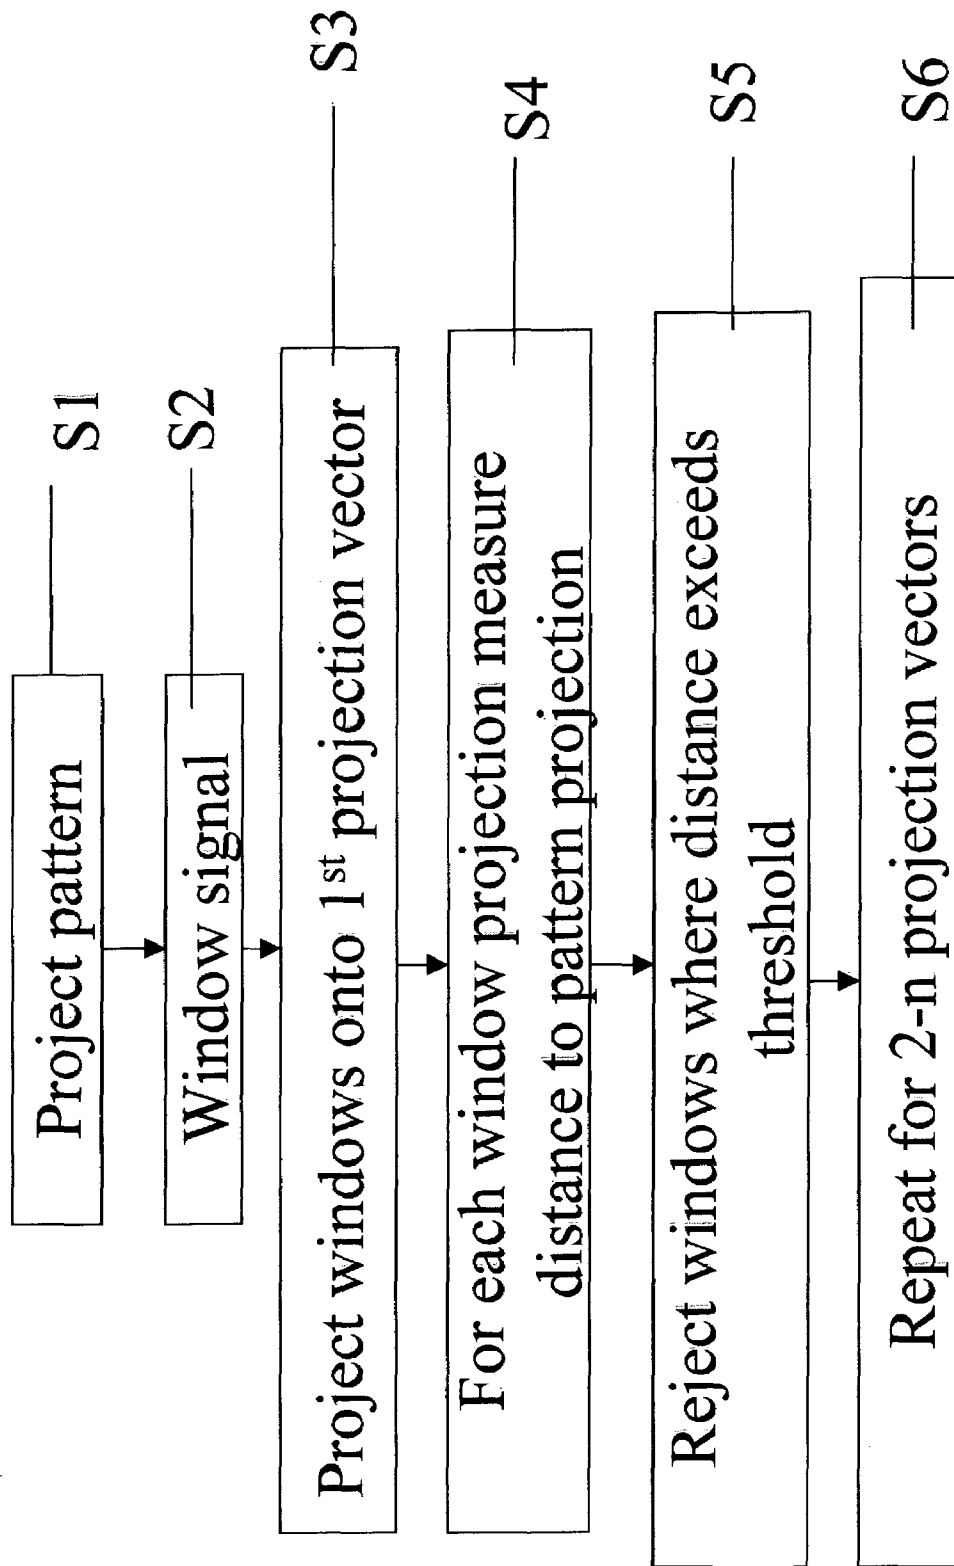 Project pattern
S1
Window signal
S2
Project windows onto 1st projection vector
S3
For each window projection measure
distance to pattern projection
S4
Reject windows where distance exceeds
threshold
S5
Repeat for 2-n projection vectors
S6